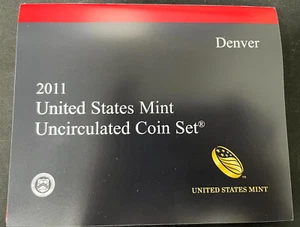 Denver
2011
United States Mint
Uncirculated Coin Set®
UNITED STATES MINT